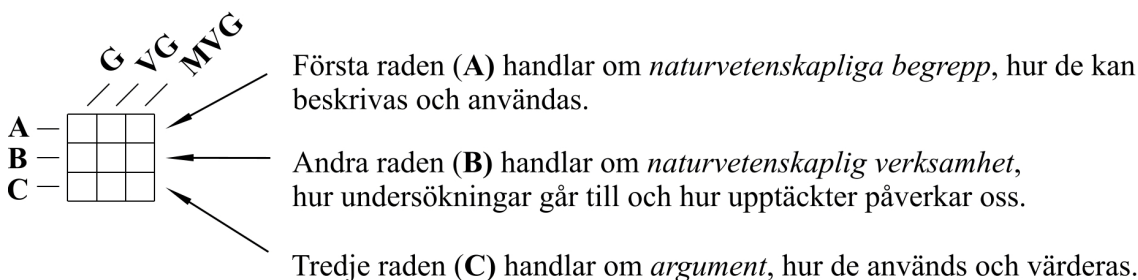 G VG MVG
Första raden (A) handlar om naturvetenskapliga begrepp, hur de kan
beskrivas och användas.
A
B
C
Andra raden (B) handlar om naturvetenskaplig verksamhet,
hur undersökningar går till och hur upptäckter påverkar oss.
Tredje raden (C) handlar om argument, hur de används och värderas